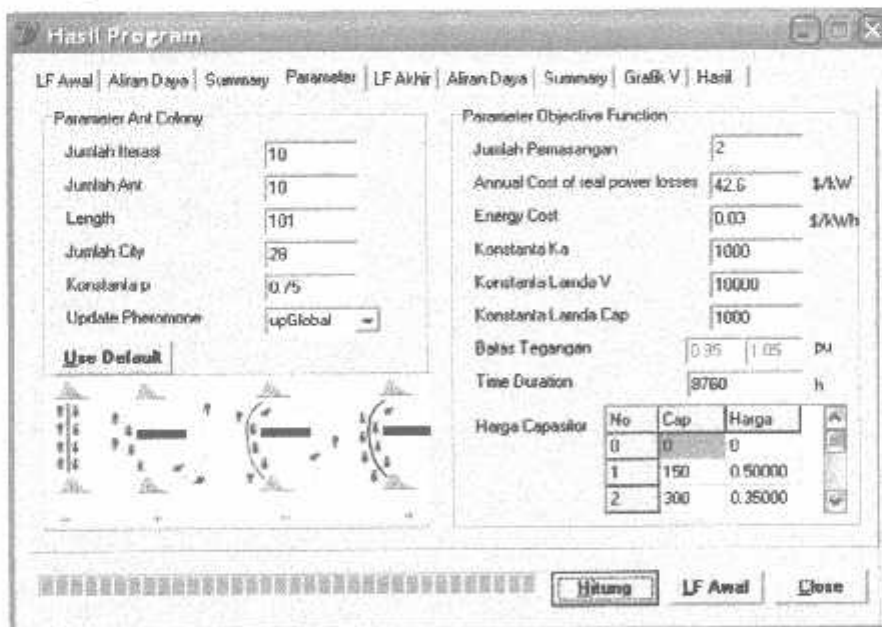 Hasil Program
LF Awal Aliran Daya Summary Parameter LF Akhir Aliran Daya Summary Grafik V Hasil
Parameter Ant Colony
Jumlah Iterasi 10
Jumlah Ant 10
Length 101
Jumlah City 28
Konstanta p 0.75
Update Pheromone upGlobal
Use Default
Parameter Objective Function
Jumlah Pemasangan 2
Annual Cost of real power losses 42.6 $/kW
Energy Cost 0.03 $/kWh
Konstanta Ka 1000
Konstanta Lamda V 10000
Konstanta Lamda Cap 1000
Batas Tegangan 0.95 1.05 pu
Time Duration 8760 h
Harga Capasitor
No Cap Harga
0 0 0
1 150 0.50000
2 300 0.35000
Hitung LF Awal Close